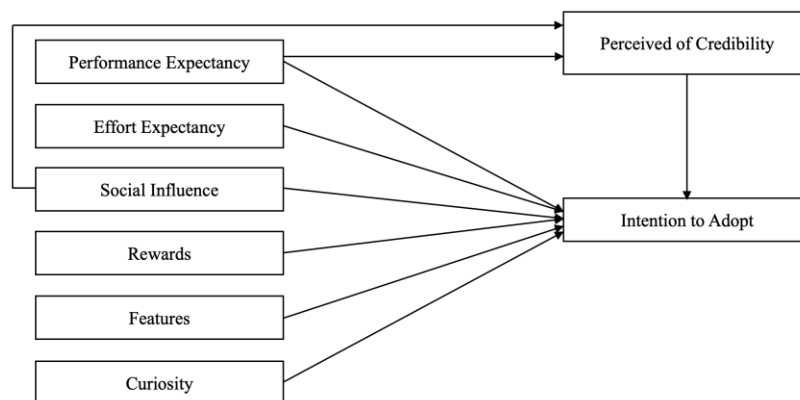 Perceived of Credibility
Performance Expectancy
Effort Expectancy
Social Influence
Intention to Adopt
Rewards
Features
Curiosity